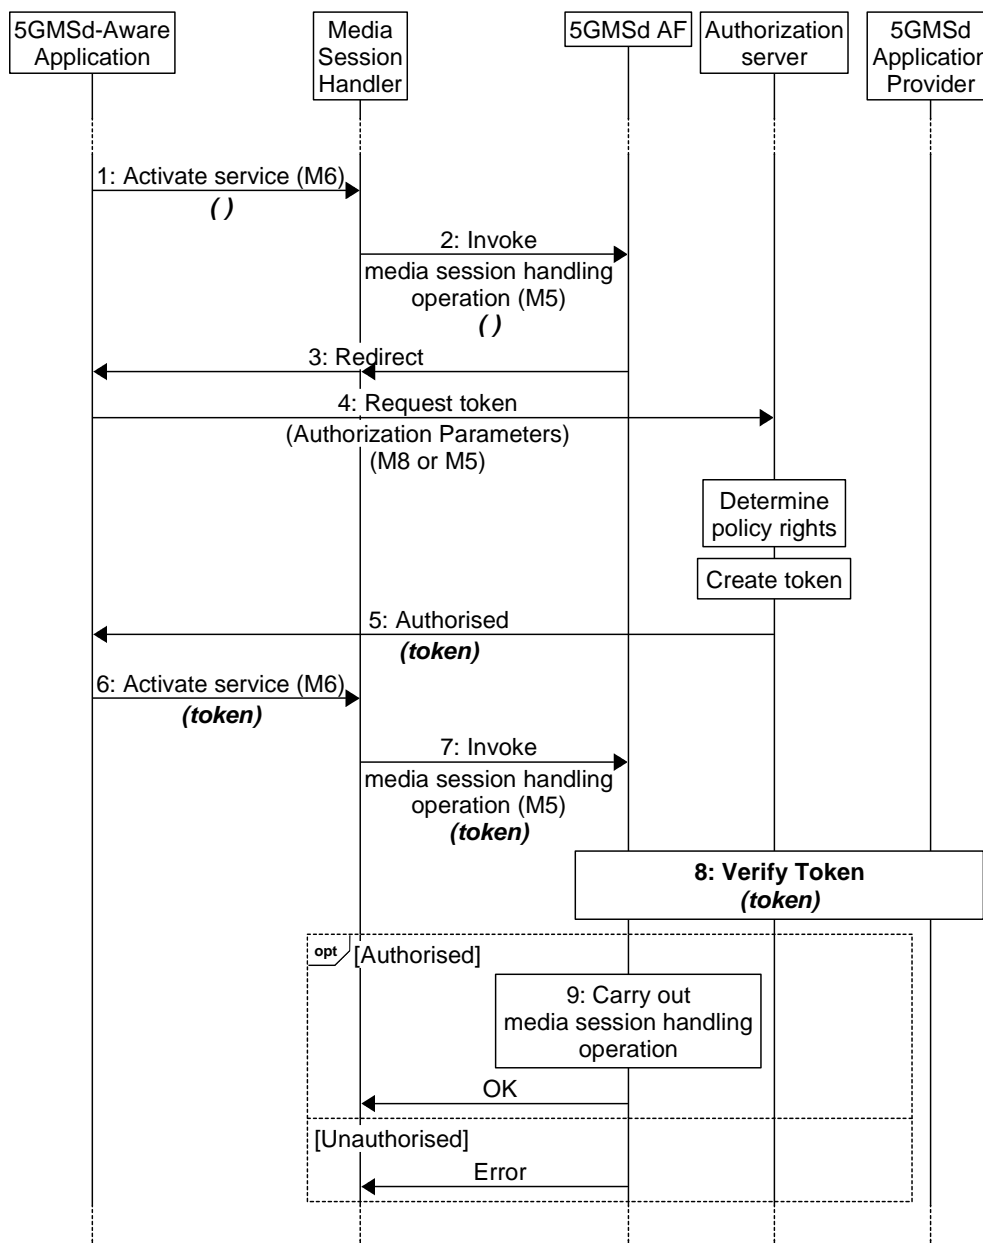 5GMSd-Aware
Application
Media
Session
Handler
5GMSd AF
Authorization
server
5GMSd
Application
Provider
1: Activate service (M6)
( )
2: Invoke
media session handling
operation (M5)
( )
3: Redirect
4: Request token
(Authorization Parameters)
(M8 or M5)
Determine
policy rights
Create token
5: Authorised
(token)
6: Activate service (M6)
(token)
7: Invoke
media session handling
operation (M5)
(token)
8: Verify Token
(token)
opt
[Authorised]
9: Carry out
media session handling
operation
OK
[Unauthorised]
Error